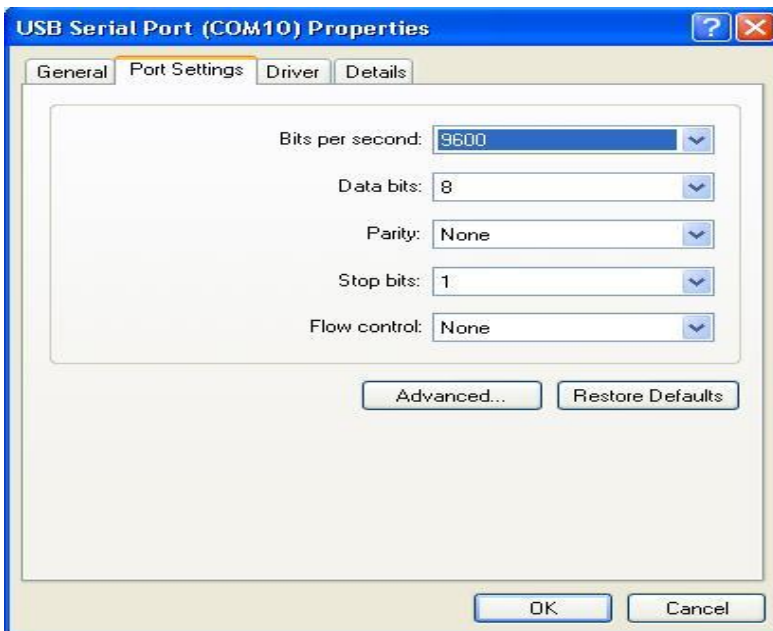 USB Serial Port (COM10) Properties
General Port Settings Driver Details
Bits per second: 9600
Data bits: 8
Parity: None
Stop bits: 1
Flow control: None
Advanced... Restore Defaults
OK Cancel